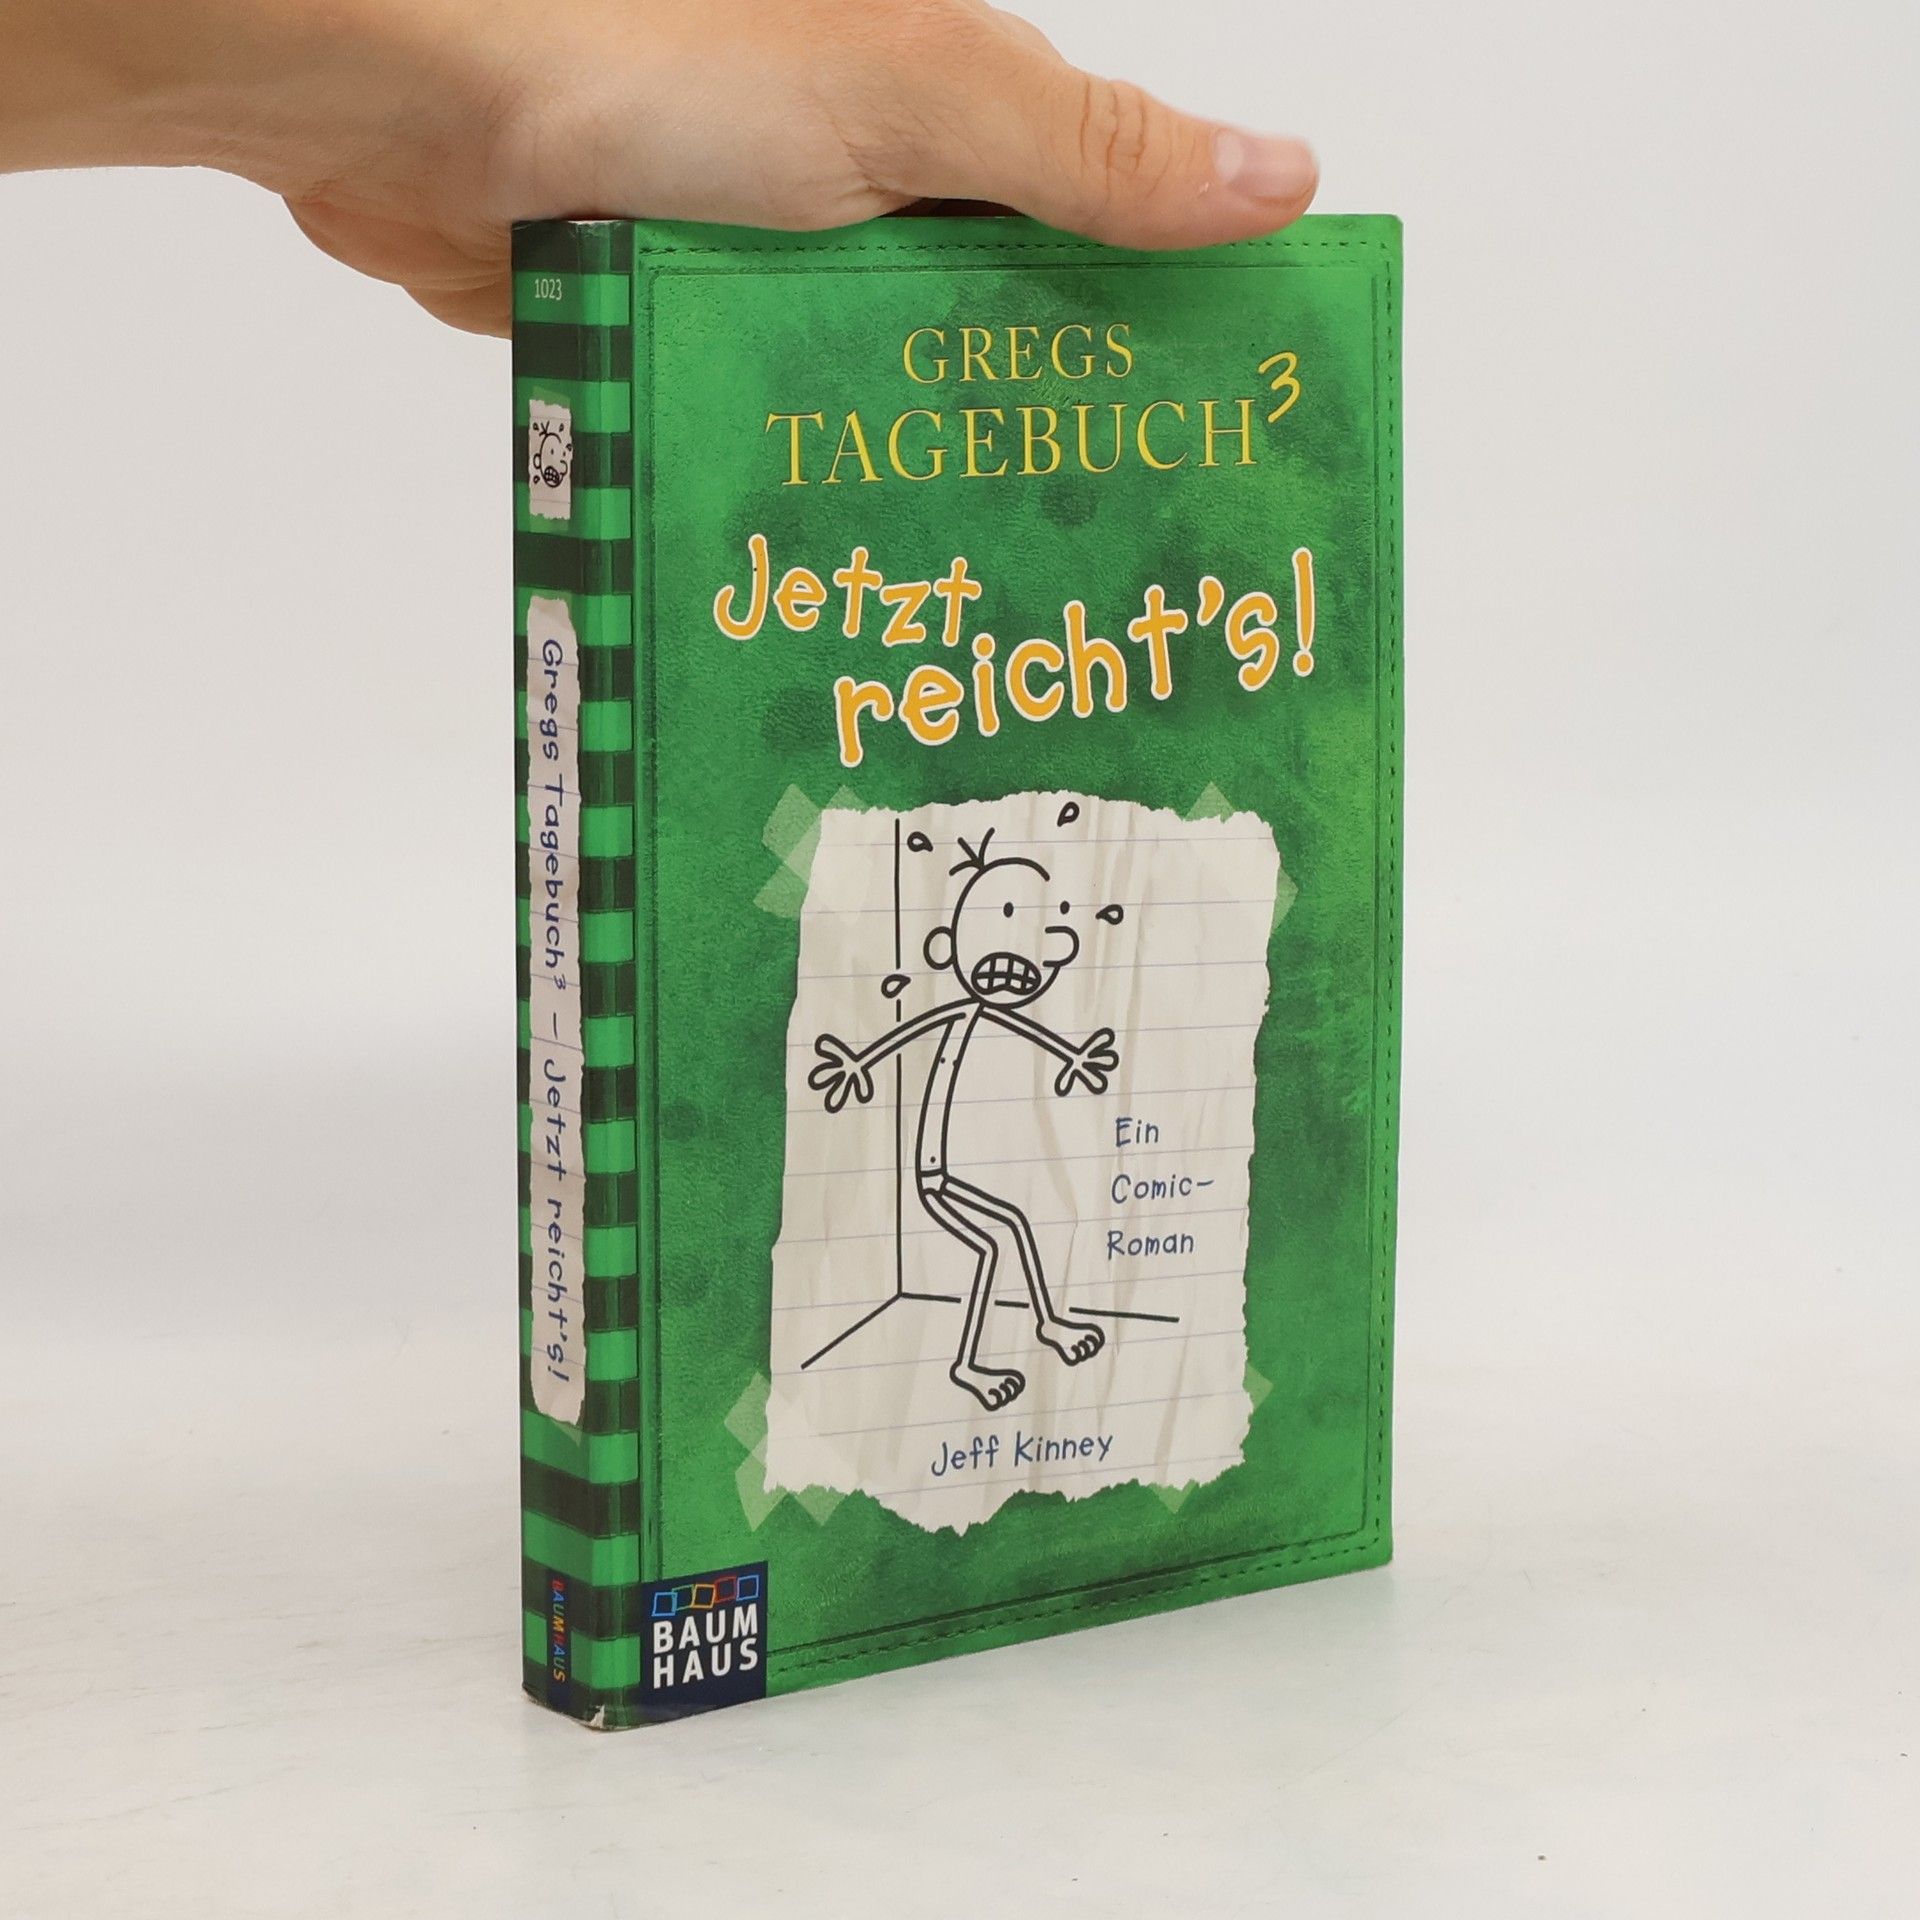 1023
Gregs Tagebuch³ - Jetzt reicht's!
BAUMHAUS
GREGS
TAGEBUCH³
Jetzt
reicht's!
Ein
Comic-
Roman
Jeff Kinney
BAUM
HAUS